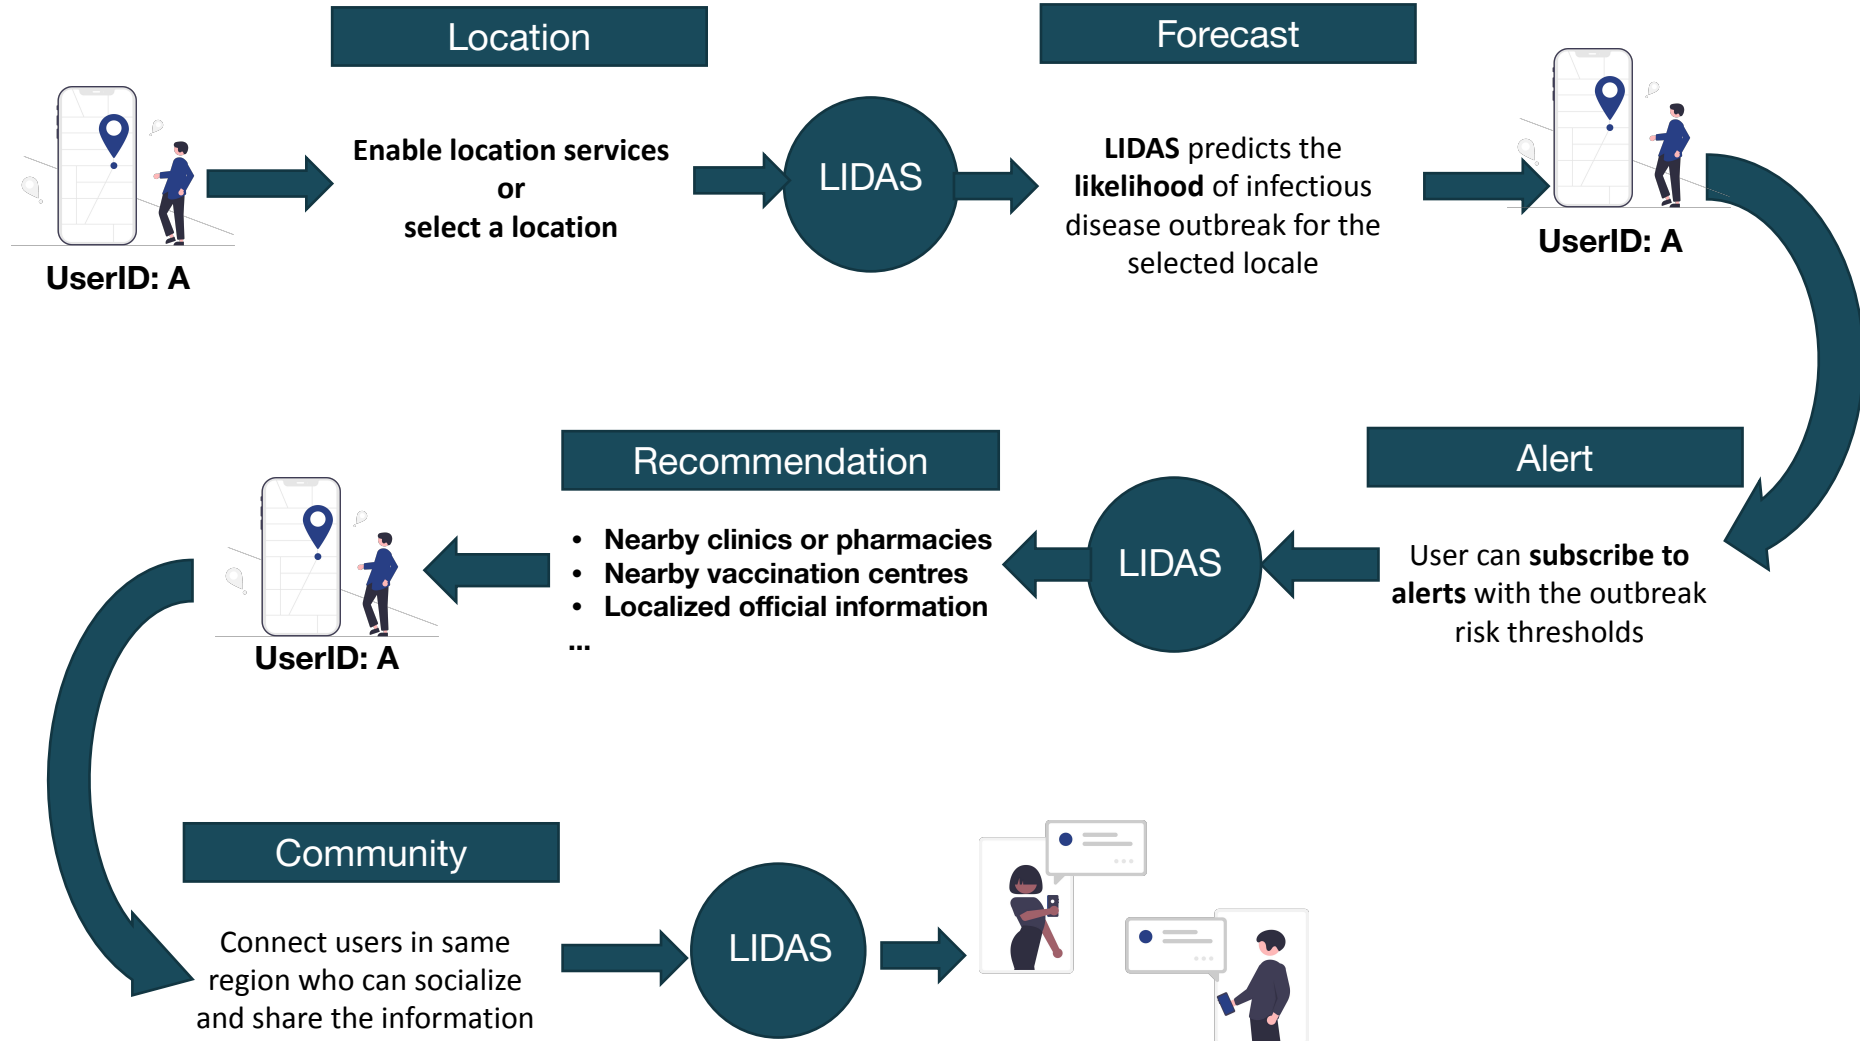 Location
Forecast
Enable location services
or
select a location
LIDAS
LIDAS predicts the
likelihood of infectious
disease outbreak for the
selected locale
UserID: A
UserID: A
Recommendation
Alert
• Nearby clinics or pharmacies
• Nearby vaccination centres
• Localized official information
...
LIDAS
User can subscribe to
alerts with the outbreak
risk thresholds
UserID: A
Community
Connect users in same
region who can socialize
and share the information
LIDAS